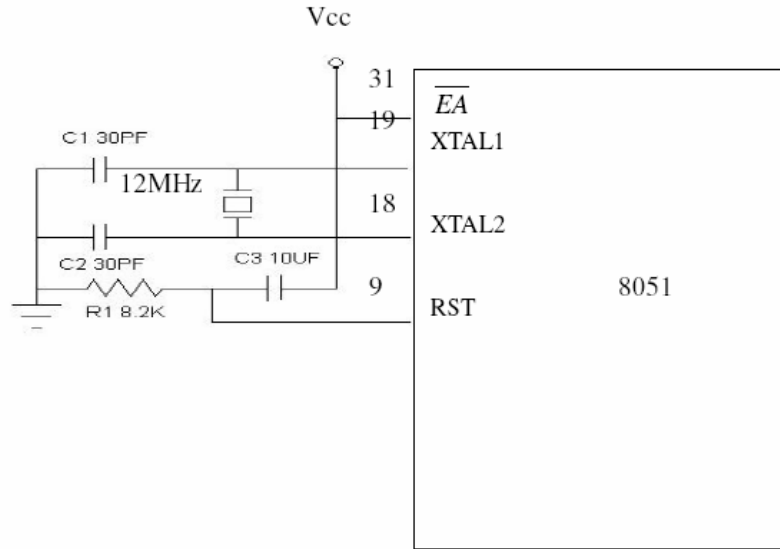 Vcc
31
EA
19
C1 30PF
XTAL1
12MHz
18
XTAL2
C2 30PF
C3 10UF
9
8051
R1 8.2K
RST